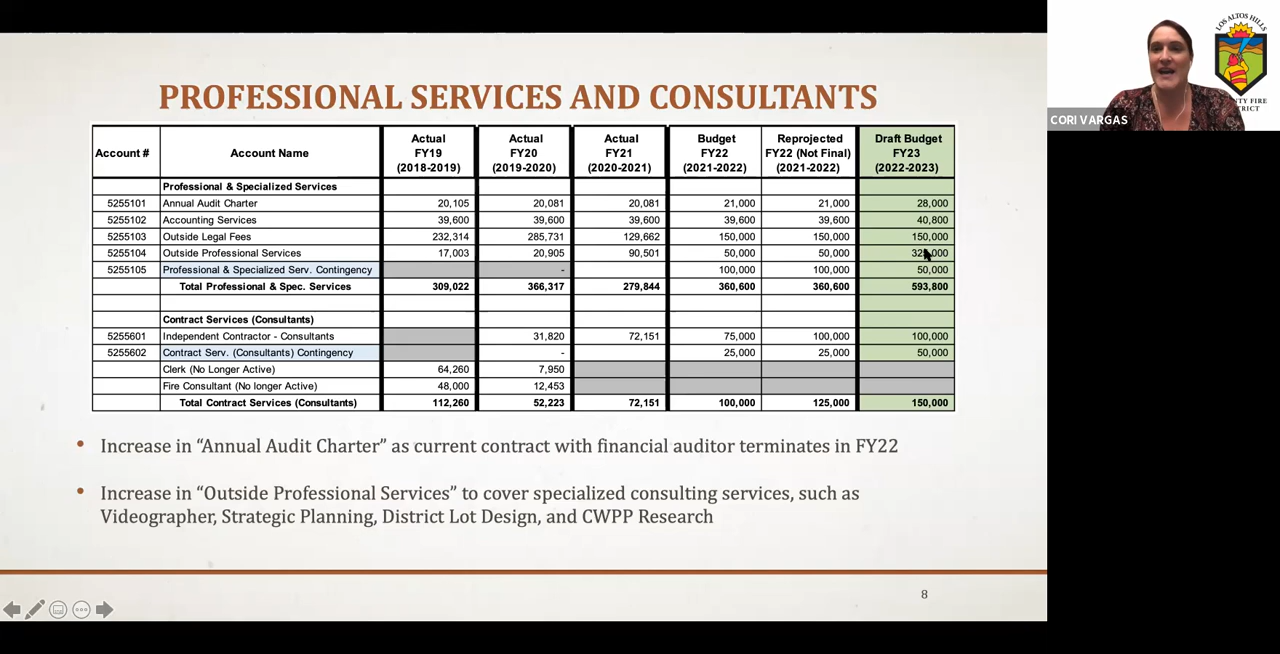 PROFESSIONAL SERVICES AND CONSULTANTS
Account # Account Name Actual FY19 (2018-2019) Actual FY20 (2019-2020) Actual FY21 (2020-2021) Budget FY22 (2021-2022) Reprojected FY22 (Not Final) (2021-2022) Draft Budget FY23 (2022-2023)
Professional & Specialized Services
5255101 Annual Audit Charter 20,105 20,081 20,081 21,000 21,000 28,000
5255102 Accounting Services 39,600 39,600 39,600 39,600 39,600 40,800
5255103 Outside Legal Fees 232,314 285,731 129,662 150,000 150,000 150,000
5255104 Outside Professional Services 17,003 20,905 90,501 50,000 50,000
5255105 Professional & Specialized Serv. Contingency - 100,000 100,000 50,000
Total Professional & Spec. Services 309,022 366,317 279,844 360,600 360,600 593,800
Contract Services (Consultants)
5255601 Independent Contractor - Consultants 31,820 72,151 75,000 100,000 100,000
5255602 Contract Serv. (Consultants) Contingency - 25,000 25,000 50,000
Clerk (No Longer Active) 64,260 7,950
Fire Consultant (No longer Active) 48,000 12,453
Total Contract Services (Consultants) 112,260 52,223 72,151 100,000 125,000 150,000
• Increase in “Annual Audit Charter” as current contract with financial auditor terminates in FY22
• Increase in “Outside Professional Services” to cover specialized consulting services, such as
Videographer, Strategic Planning, District Lot Design, and CWPP Research
8
LOS ALTOS HILLS
CORI VARGAS